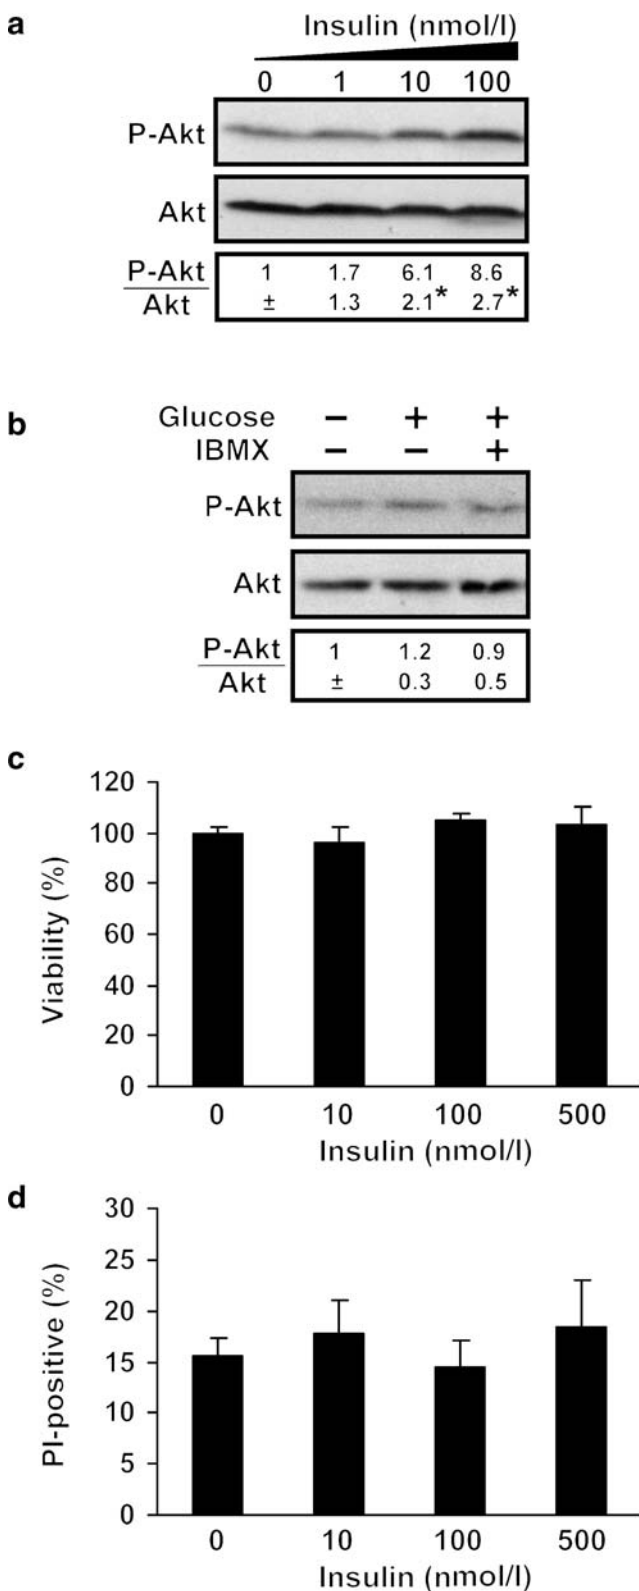 a
Insulin (nmol/l)
0 1 10 100
P-Akt
Akt
P-Akt 1 1.7 6.1 8.6
Akt ± 1.3 2.1* 2.7*
b
Glucose – + +
IBMX – – +
P-Akt
Akt
P-Akt 1 1.2 0.9
Akt ± 0.3 0.5
c
120
100
80
60
40
20
0
Viability (%)
0 10 100 500
Insulin (nmol/l)
d
30
25
20
15
10
5
0
PI-positive (%)
0 10 100 500
Insulin (nmol/l)